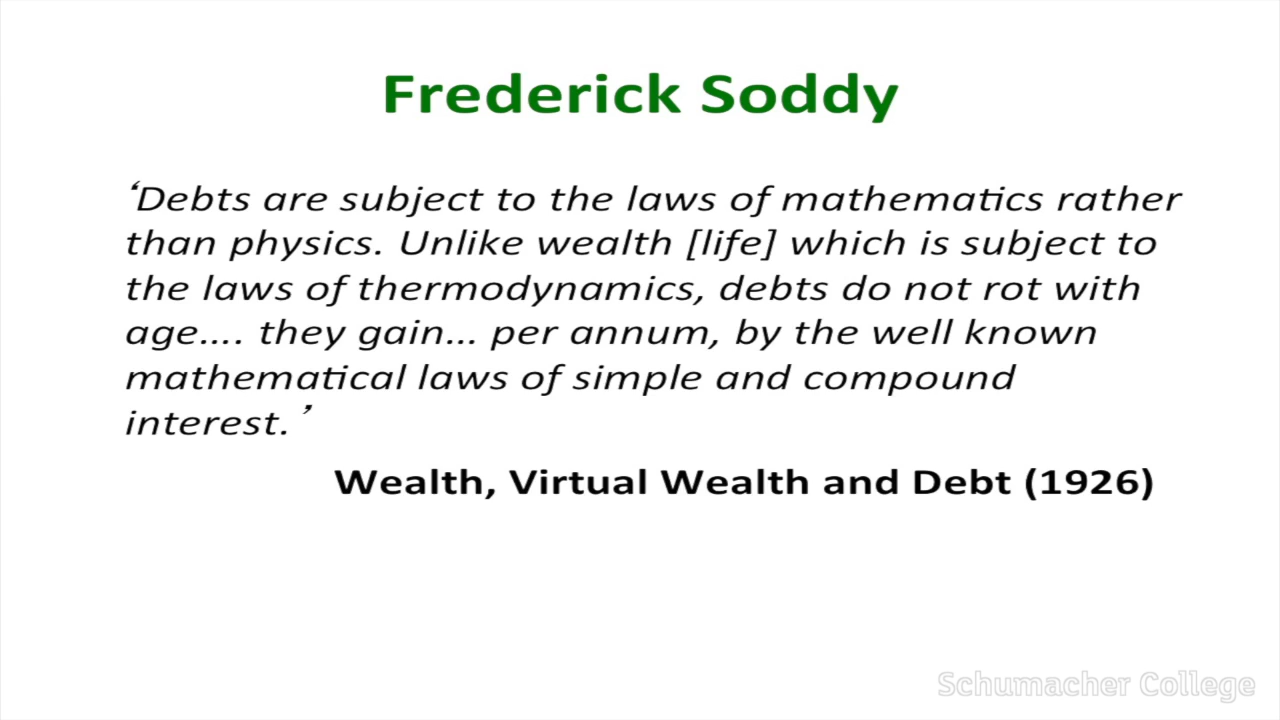 Frederick Soddy
‘Debts are subject to the laws of mathematics rather
than physics. Unlike wealth [life] which is subject to
the laws of thermodynamics, debts do not rot with
age.... they gain... per annum, by the well known
mathematical laws of simple and compound
interest.’
Wealth, Virtual Wealth and Debt (1926)
Schumacher College